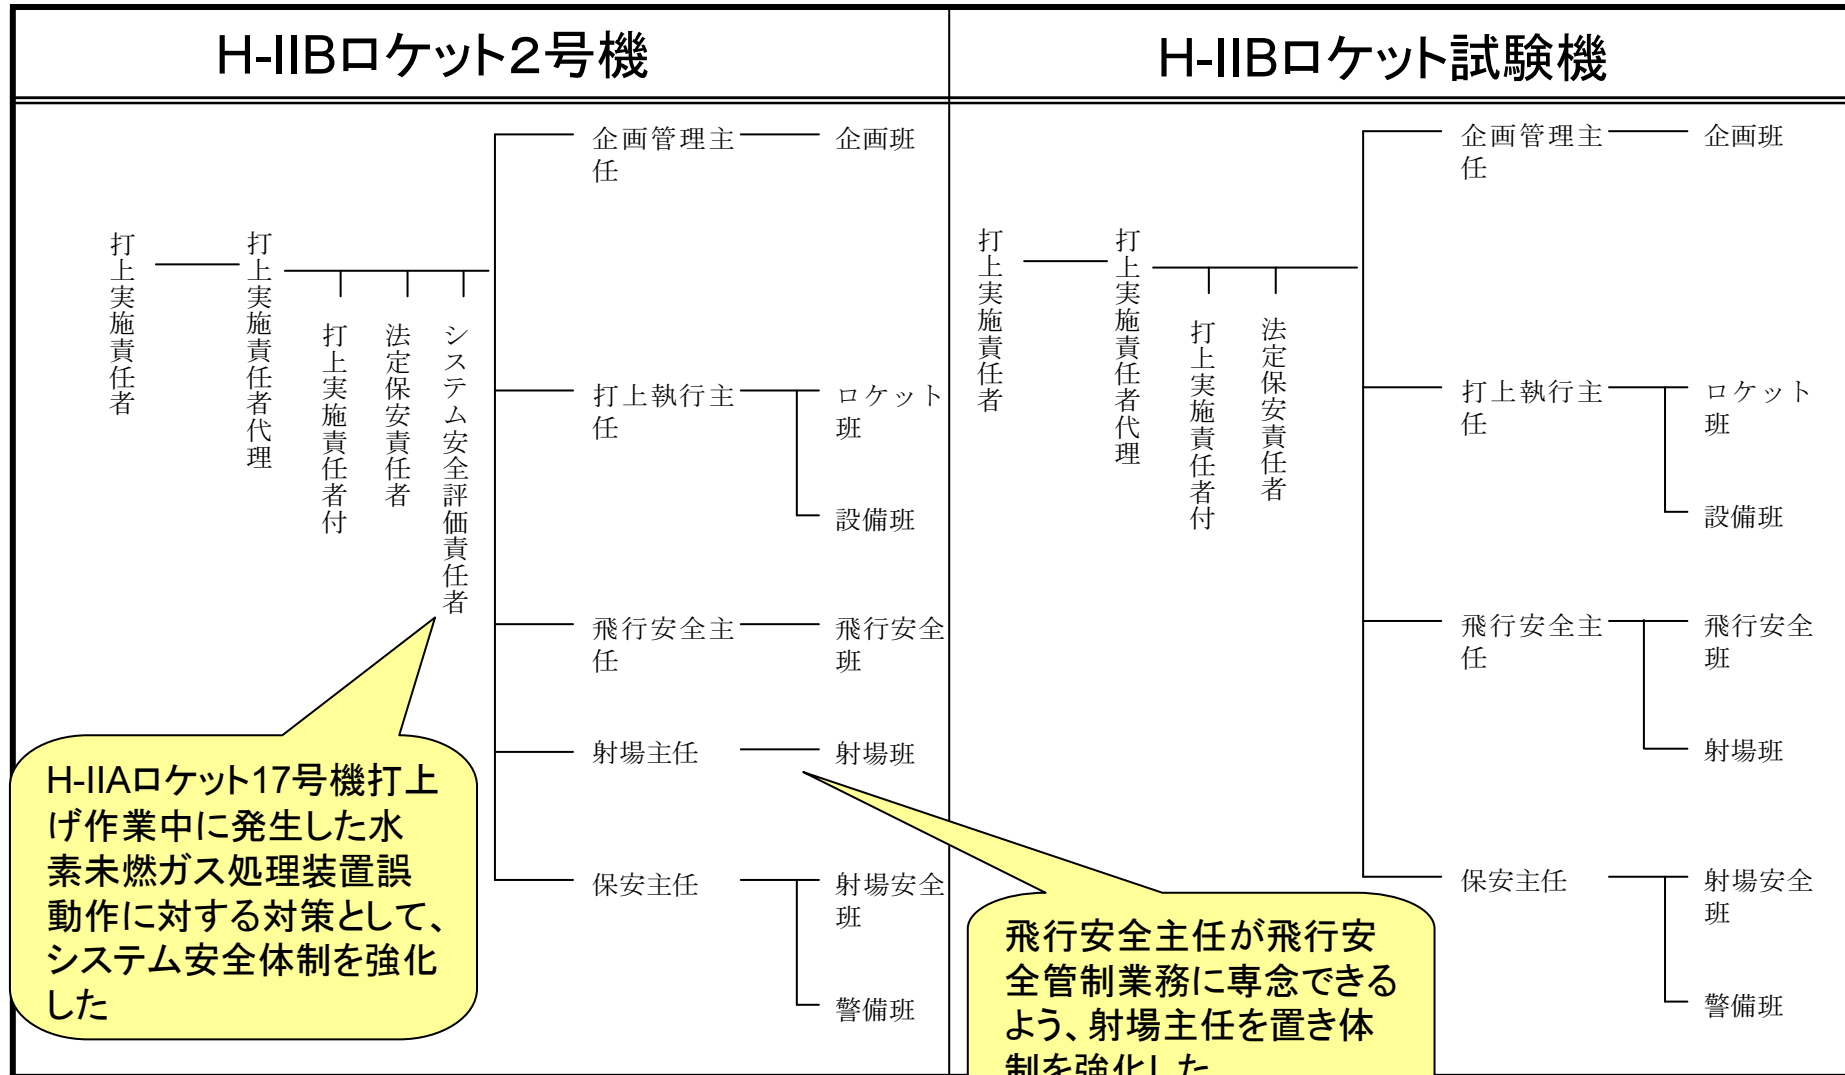 H-IIBロケット２号機
企画管理主
任
企画班
打上実施責任者
打上実施責任者代理
打上実施責任者付
法定保安責任者
システム安全評価責任者
打上執行主
任
ロケット
班
設備班
飛行安全主
任
飛行安全
班
射場主任
射場班
保安主任
射場安全
班
警備班
H-IIAロケット17号機打上
げ作業中に発生した水
素未燃ガス処理装置誤
動作に対する対策として、
システム安全体制を強化
した
H-IIBロケット試験機
企画管理主
任
企画班
打上実施責任者
打上実施責任者代理
打上実施責任者付
法定保安責任者
打上執行主
任
ロケット
班
設備班
飛行安全主
任
飛行安全
班
射場班
保安主任
射場安全
班
警備班
飛行安全主任が飛行安
全管制業務に専念できる
よう、射場主任を置き体
制を強化した